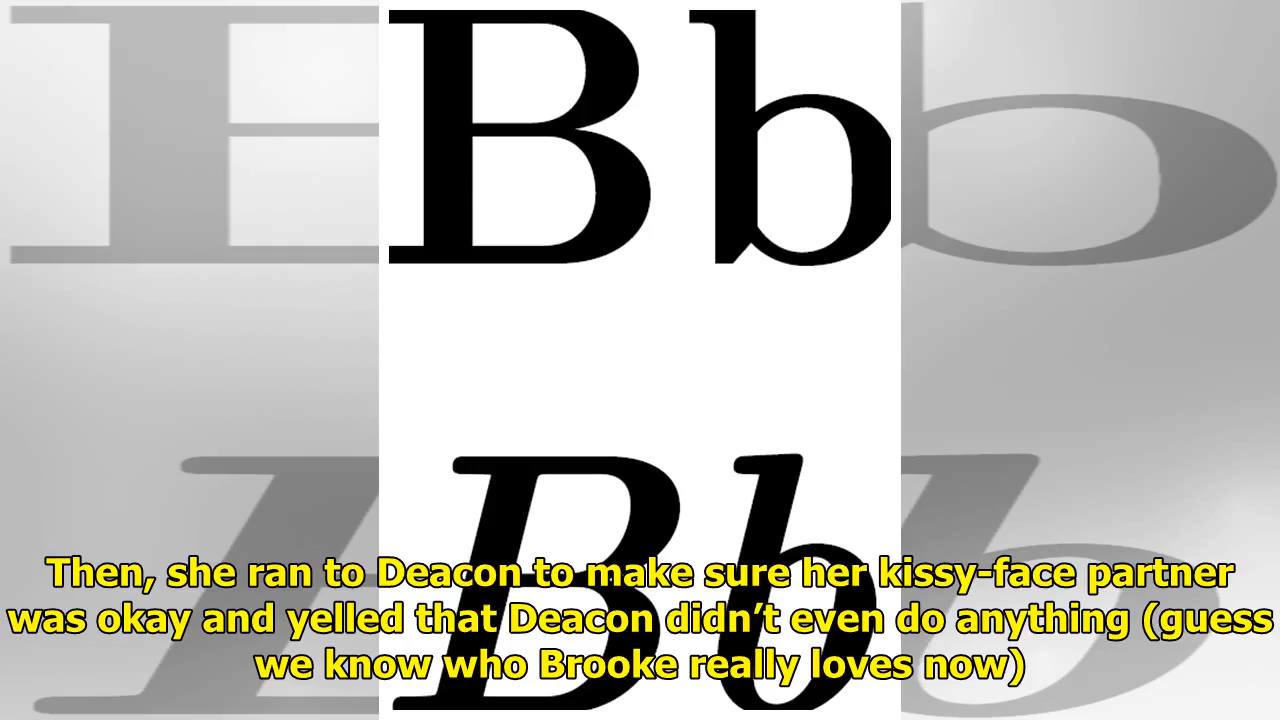 Bb
Bb
Then, she ran to Deacon to make sure her kissy-face partner
was okay and yelled that Deacon didn’t even do anything (guess
we know who Brooke really loves now)